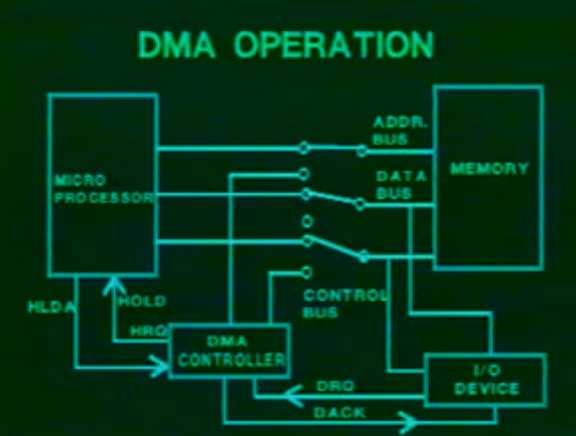 DMA OPERATION
ADDR.
BUS
MICRO
PROCESSOR
DATA
BUS
MEMORY
HLDA
HOLD
HRQ
CONTROL
BUS
DMA
CONTROLLER
I/O
DEVICE
DRQ
DACK